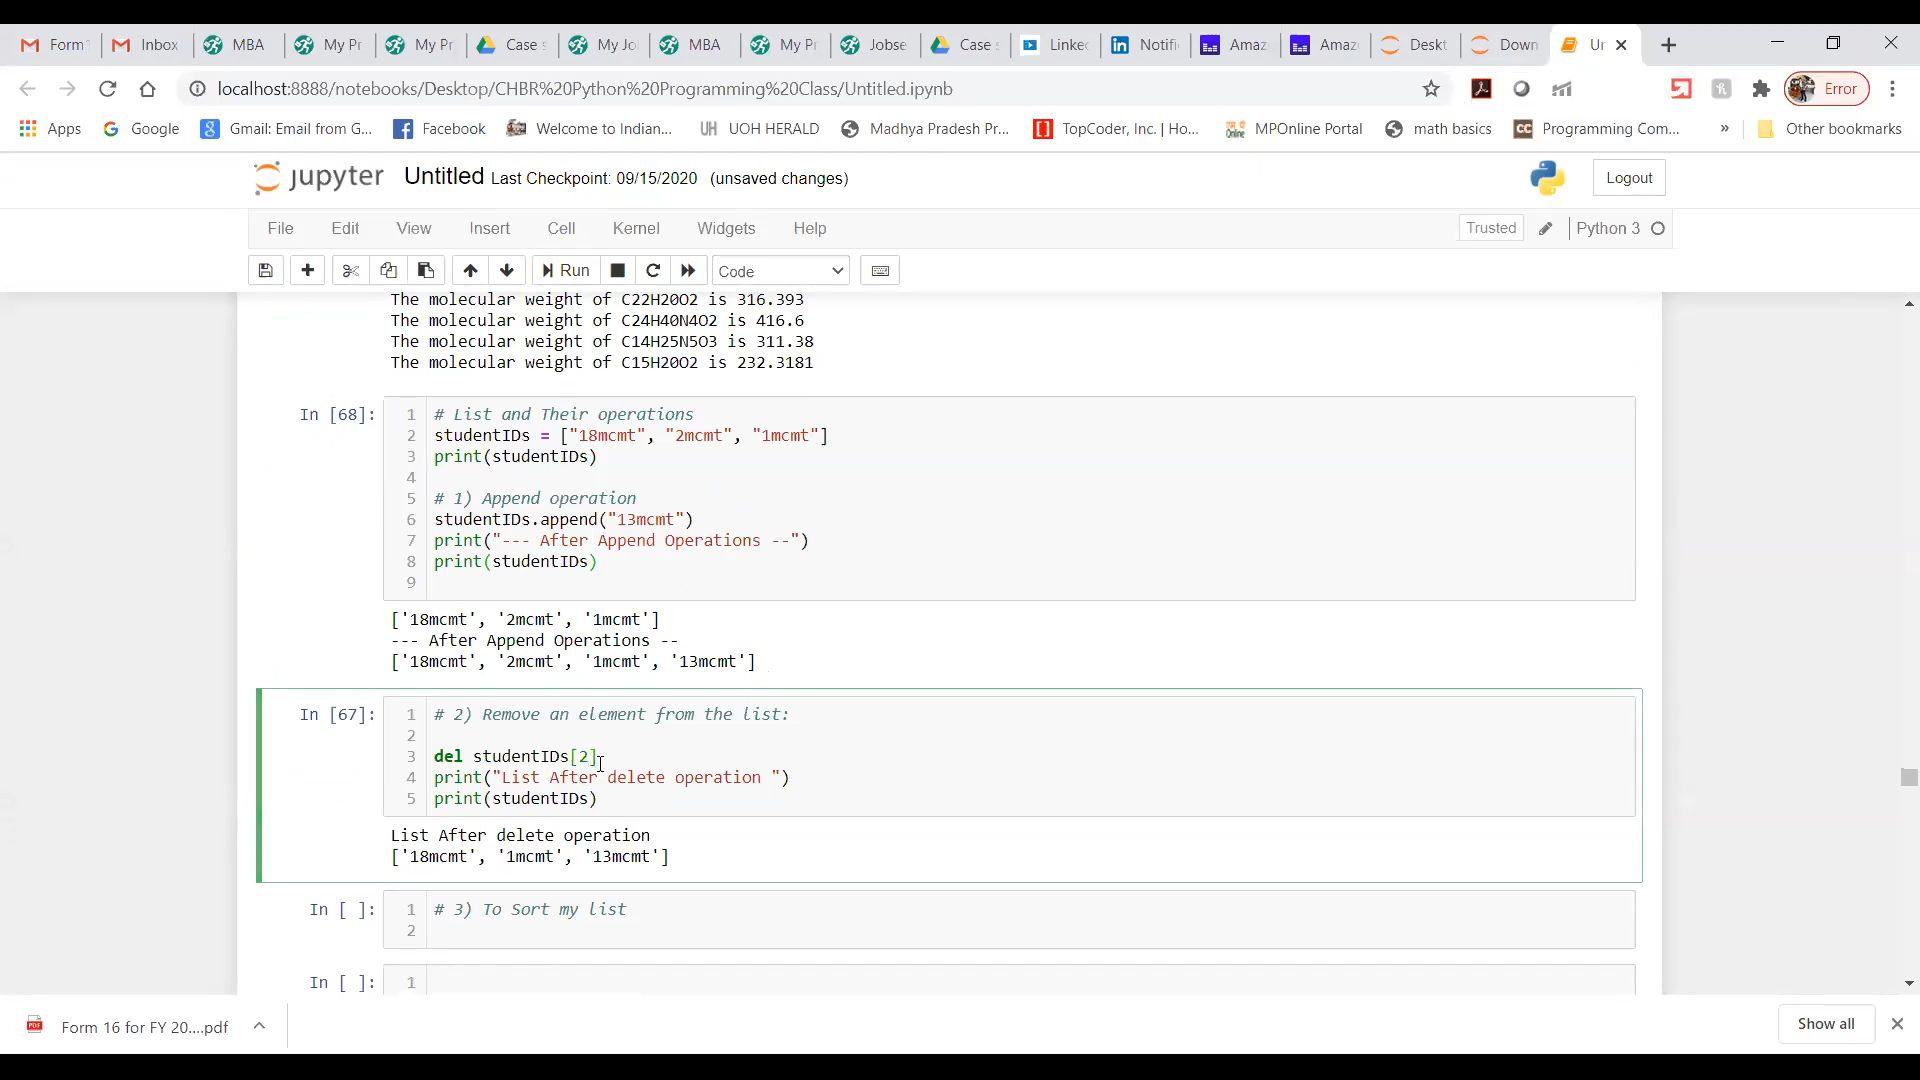 Form1
Inbox
MBA
My Pr
My Pr
Case s
My Jo
MBA
My Pr
Jobse
Case s
Linke
Notifi
Amaz
Amaz
Deskt
Down
Ur
localhost:8888/notebooks/Desktop/CHBR%20Python%20Programming%20Class/Untitled.ipynb
Error
Apps
Google
Gmail: Email from G...
Facebook
Welcome to Indian...
UH UOH HERALD
Madhya Pradesh Pr...
TopCoder, Inc. | Ho...
MPOnline Portal
math basics
CC Programming Com...
»
Other bookmarks
jupyter Untitled Last Checkpoint: 09/15/2020 (unsaved changes)
Logout
File Edit View Insert Cell Kernel Widgets Help
Trusted
Python 3
Run
Code
The molecular weight of C22H20O2 is 316.393
The molecular weight of C24H40N4O2 is 416.6
The molecular weight of C14H25N5O3 is 311.38
The molecular weight of C15H20O2 is 232.3181
In [68]:
1 # List and Their operations
2 studentIDs = ["18mcmt", "2mcmt", "1mcmt"]
3 print(studentIDs)
4
5 # 1) Append operation
6 studentIDs.append("13mcmt")
7 print("--- After Append Operations --")
8 print(studentIDs)
9
['18mcmt', '2mcmt', '1mcmt']
--- After Append Operations --
['18mcmt', '2mcmt', '1mcmt', '13mcmt']
In [67]:
1 # 2) Remove an element from the list:
2
3 del studentIDs[2]
4 print("List After delete operation ")
5 print(studentIDs)
List After delete operation
['18mcmt', '1mcmt', '13mcmt']
In [ ]:
1 # 3) To Sort my list
2
In [ ]:
1
Form 16 for FY 20....pdf
Show all